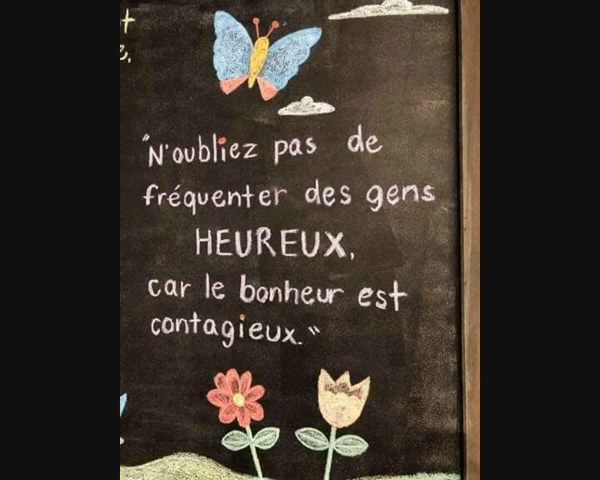 "N'oubliez pas de
fréquenter des gens
HEUREUX,
car le bonheur est
contagieux."